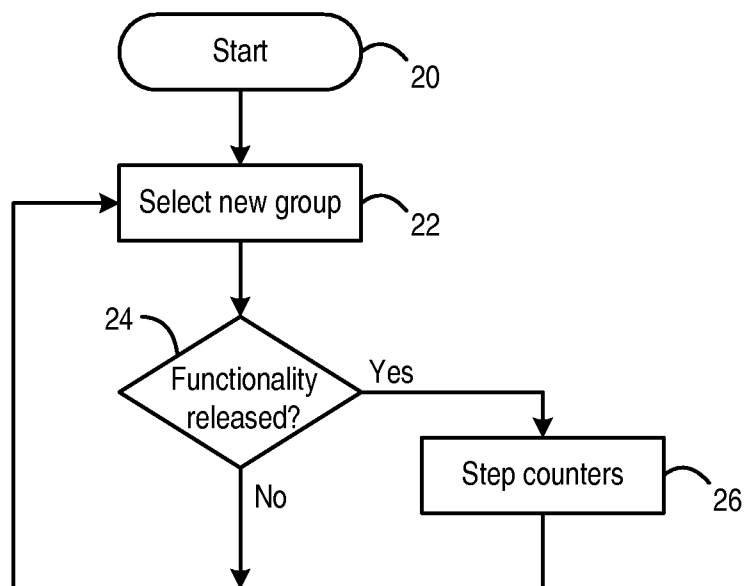 Start
20
Select new group
22
24
Functionality
released?
Yes
Step counters
26
No